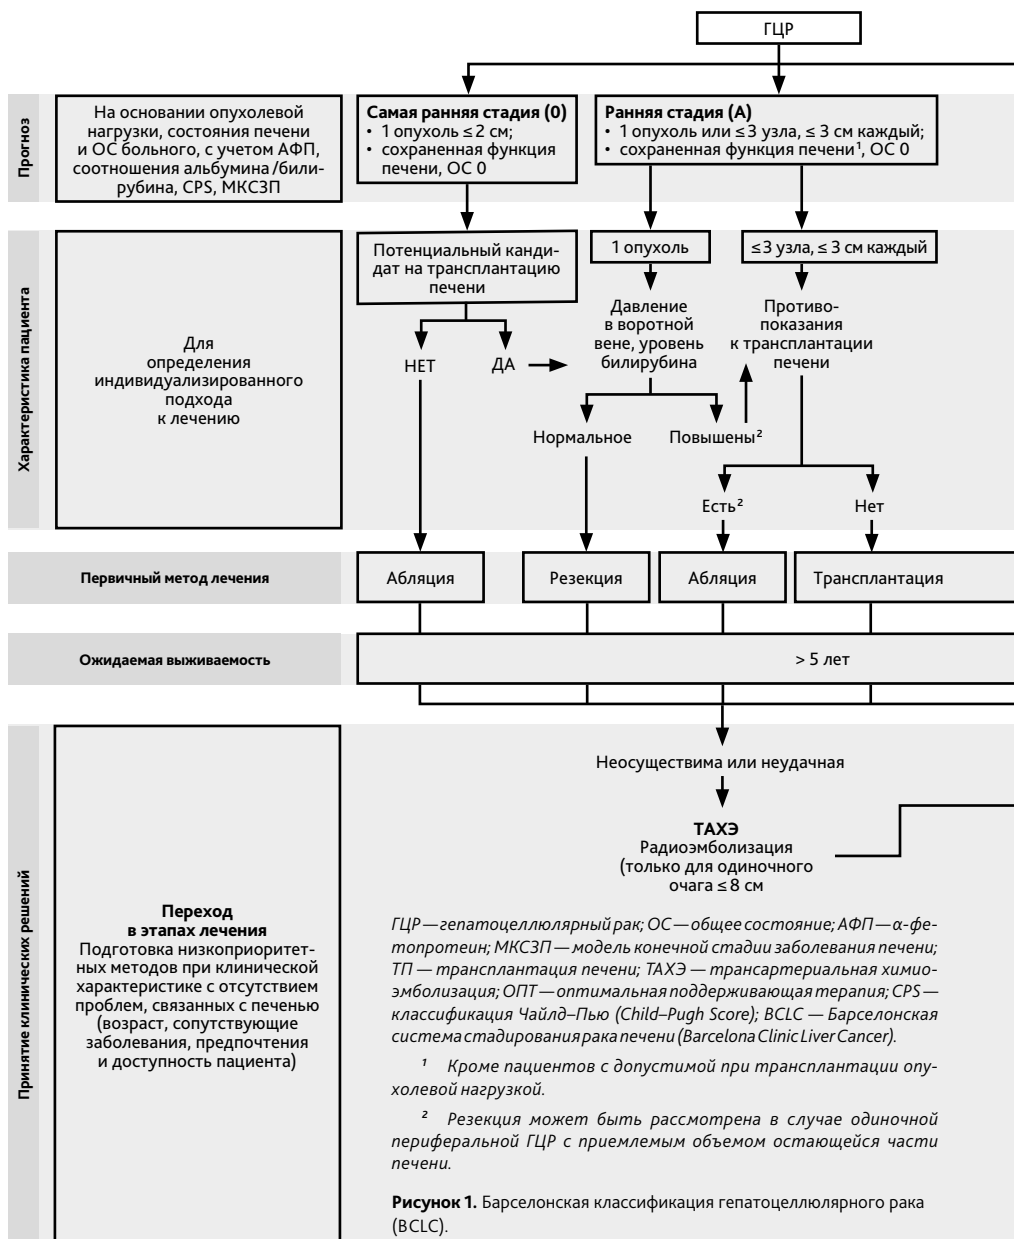 ГЦР
Прогноз
На основании опухолевой
нагрузки, состояния печени
и ОС больного, с учетом АФП,
соотношения альбумина/били-
рубина, CPS, МКСЗП
Самая ранняя стадия (0)
• 1 опухоль ≤ 2 см;
• сохраненная функция
печени, ОС 0
Ранняя стадия (A)
• 1 опухоль или ≤ 3 узла, ≤ 3 см каждый;
• сохраненная функция печени¹, ОС 0
Характеристика пациента
Для
определения
индивидуализированного
подхода
к лечению
Потенциальный канди-
дат на трансплантацию
печени
НЕТ
ДА
1 опухоль
Давление
в воротной
вене, уровень
билирубина
Нормальное
Повышены²
≤ 3 узла, ≤ 3 см каждый
Противо-
показания
к трансплантации
печени
Есть²
Нет
Первичный метод лечения
Абляция
Резекция
Абляция
Трансплантация
Ожидаемая выживаемость
> 5 лет
Принятие клинических решений
Переход
в этапах лечения
Подготовка низкоприоритет-
ных методов при клинической
характеристике с отсутствием
проблем, связанных с печенью
(возраст, сопутствующие
заболевания, предпочтения
и доступность пациента)
Неосуществима или неудачная
ТАХЭ
Радиоэмболизация
(только для одиночного
очага ≤ 8 см
ГЦР — гепатоцеллюлярный рак; ОС — общее состояние; АФП — α-фе-
топротеин; МКСЗП — модель конечной стадии заболевания печени;
ТП — трансплантация печени; ТАХЭ — трансартериальная химио-
эмболизация; ОПТ — оптимальная поддерживающая терапия; CPS —
классификация Чайлд–Пью (Child–Pugh Score); BCLC — Барселонская
система стадирования рака печени (Barcelona Clinic Liver Cancer).
¹ Кроме пациентов с допустимой при трансплантации опу-
холевой нагрузкой.
² Резекция может быть рассмотрена в случае одиночной
периферальной ГЦР с приемлемым объемом остающейся части
печени.
Рисунок 1. Барселонская классификация гепатоцеллюлярного рака
(BCLC).